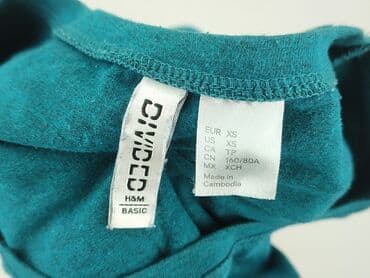 DIVIDED
H&M
BASIC
EUR XS
US XS
CA TP
CN 160/80A
MX XCH
Made in
Cambodia